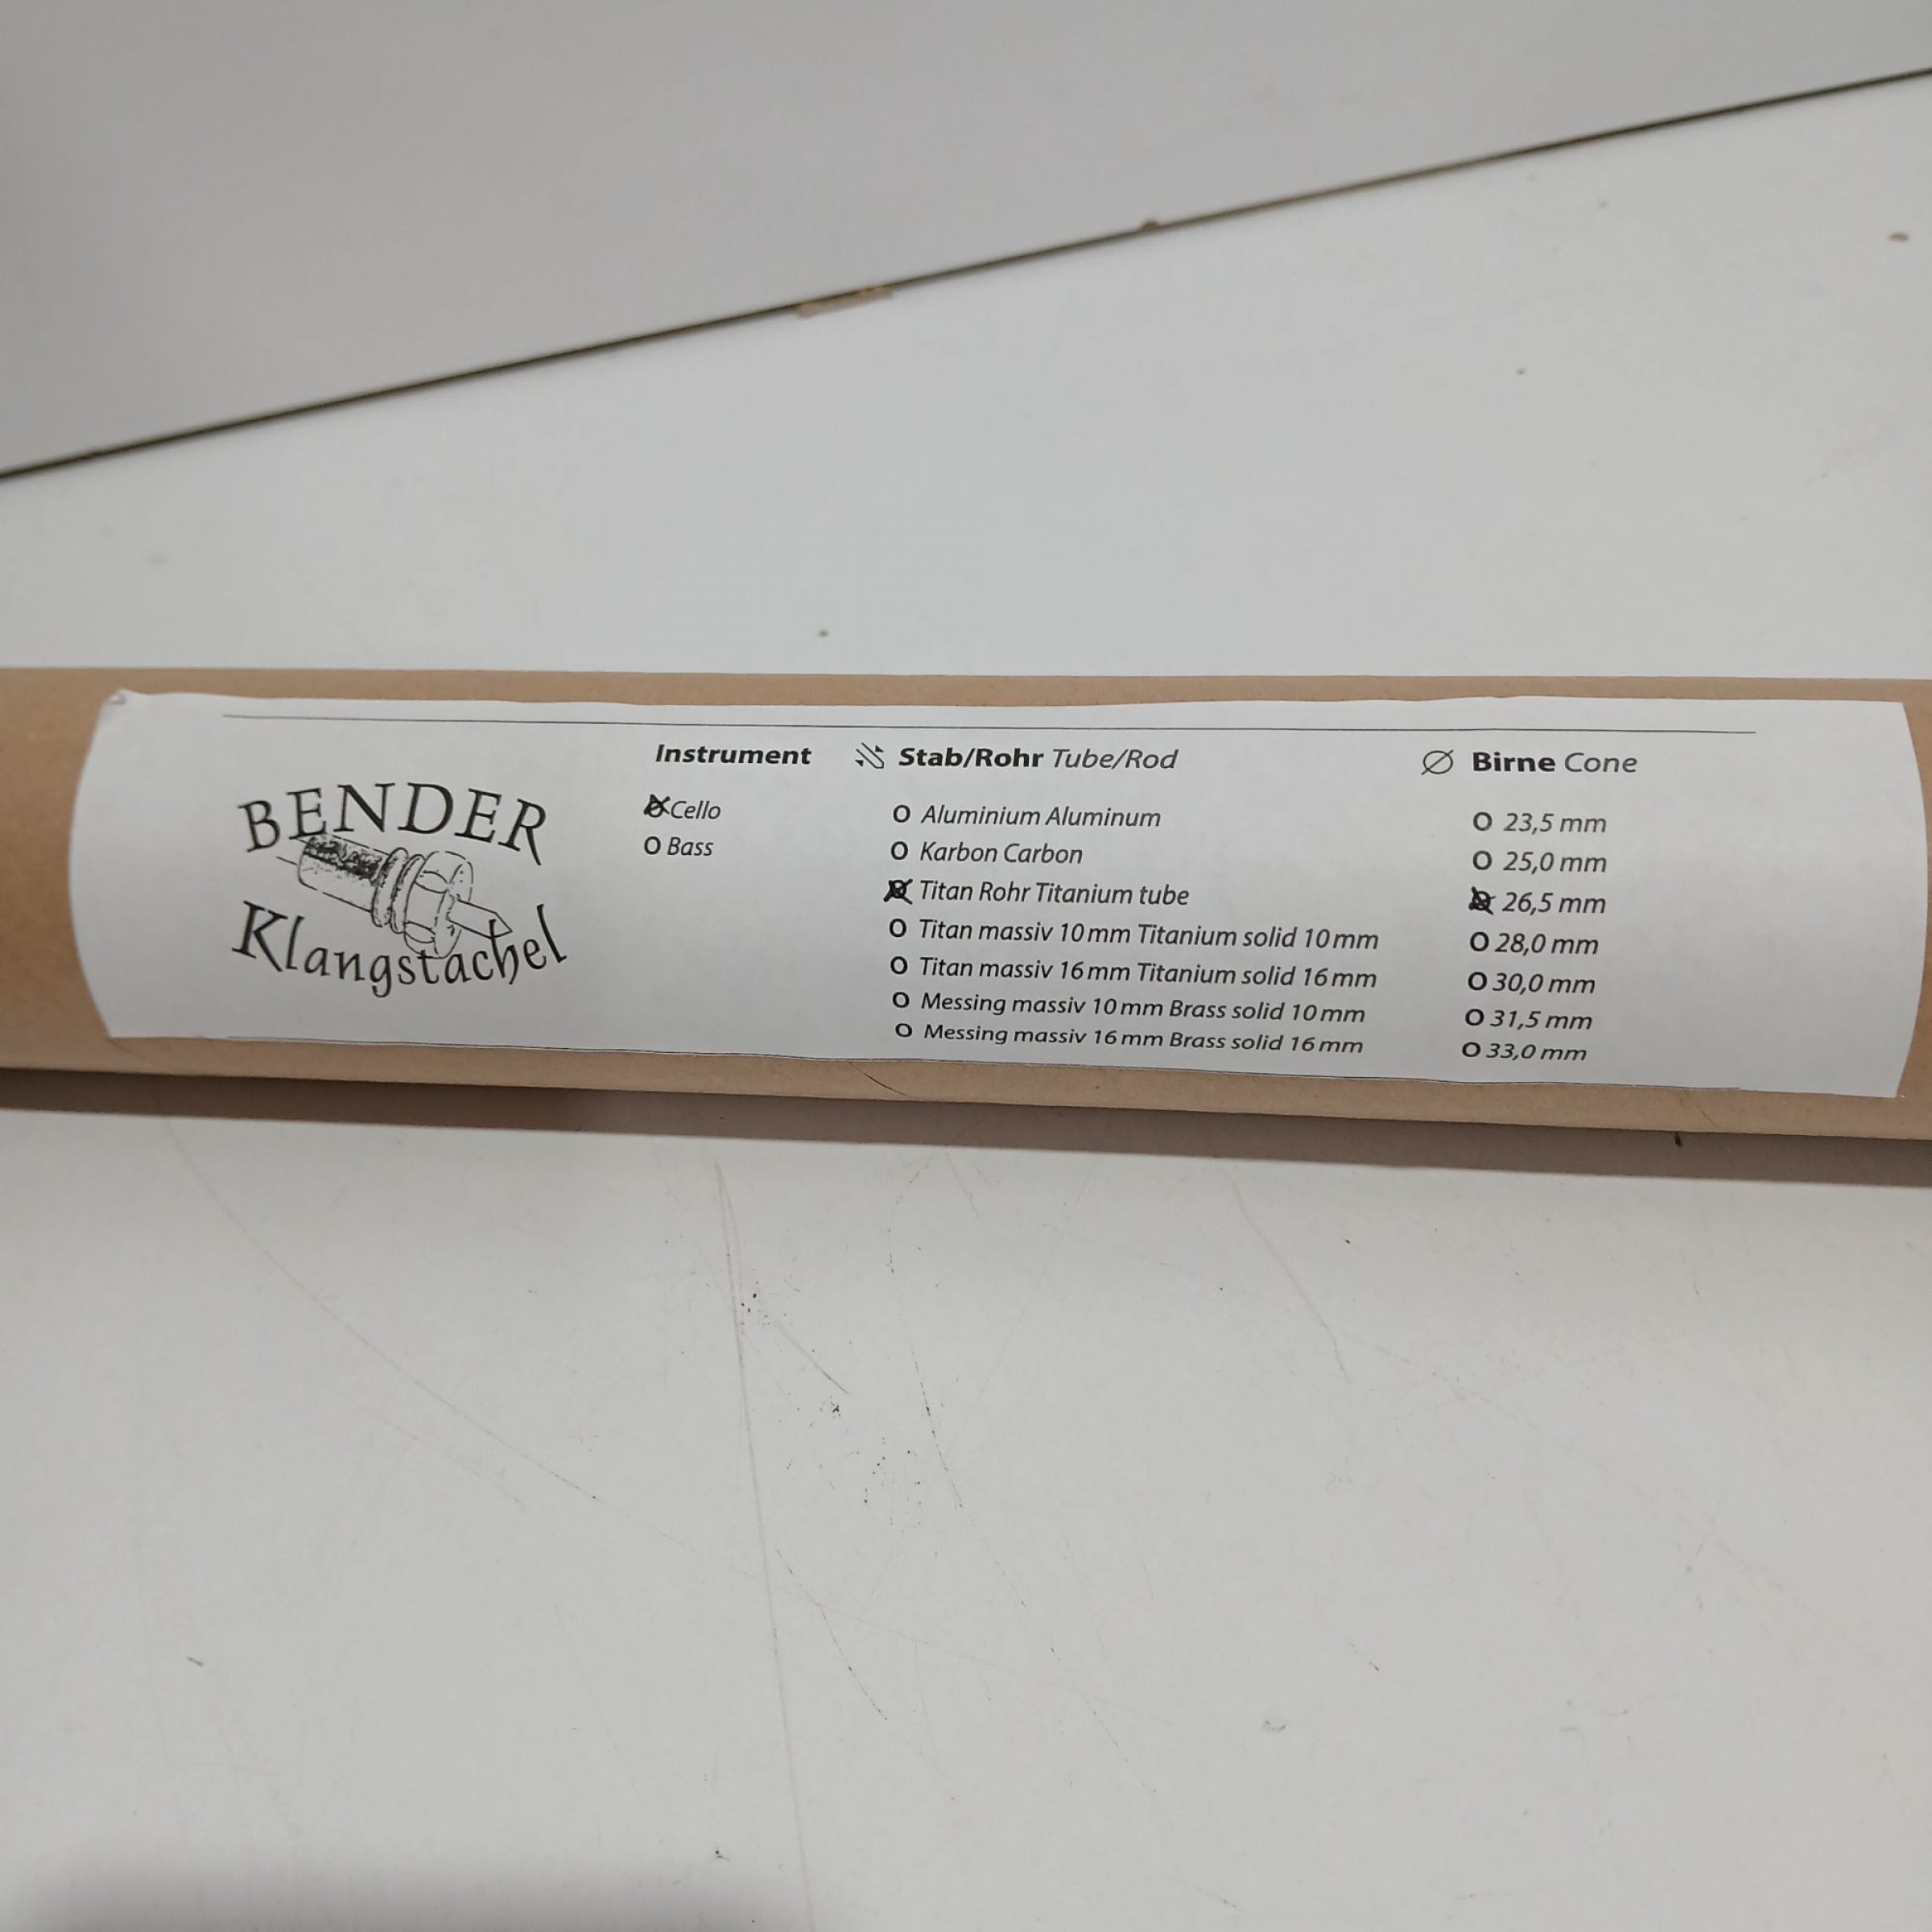 BENDER
Klangstachel
Instrument
O Cello
O Bass
Stab/Rohr Tube/Rod
O Aluminium Aluminum
O Karbon Carbon
O Titan Rohr Titanium tube
O Titan massiv 10 mm Titanium solid 10 mm
O Titan massiv 16 mm Titanium solid 16 mm
O Messing massiv 10 mm Brass solid 10 mm
O Messing massiv 16 mm Brass solid 16 mm
Ø Birne Cone
O 23,5 mm
O 25,0 mm
O 26,5 mm
O 28,0 mm
O 30,0 mm
O 31,5 mm
O 33,0 mm